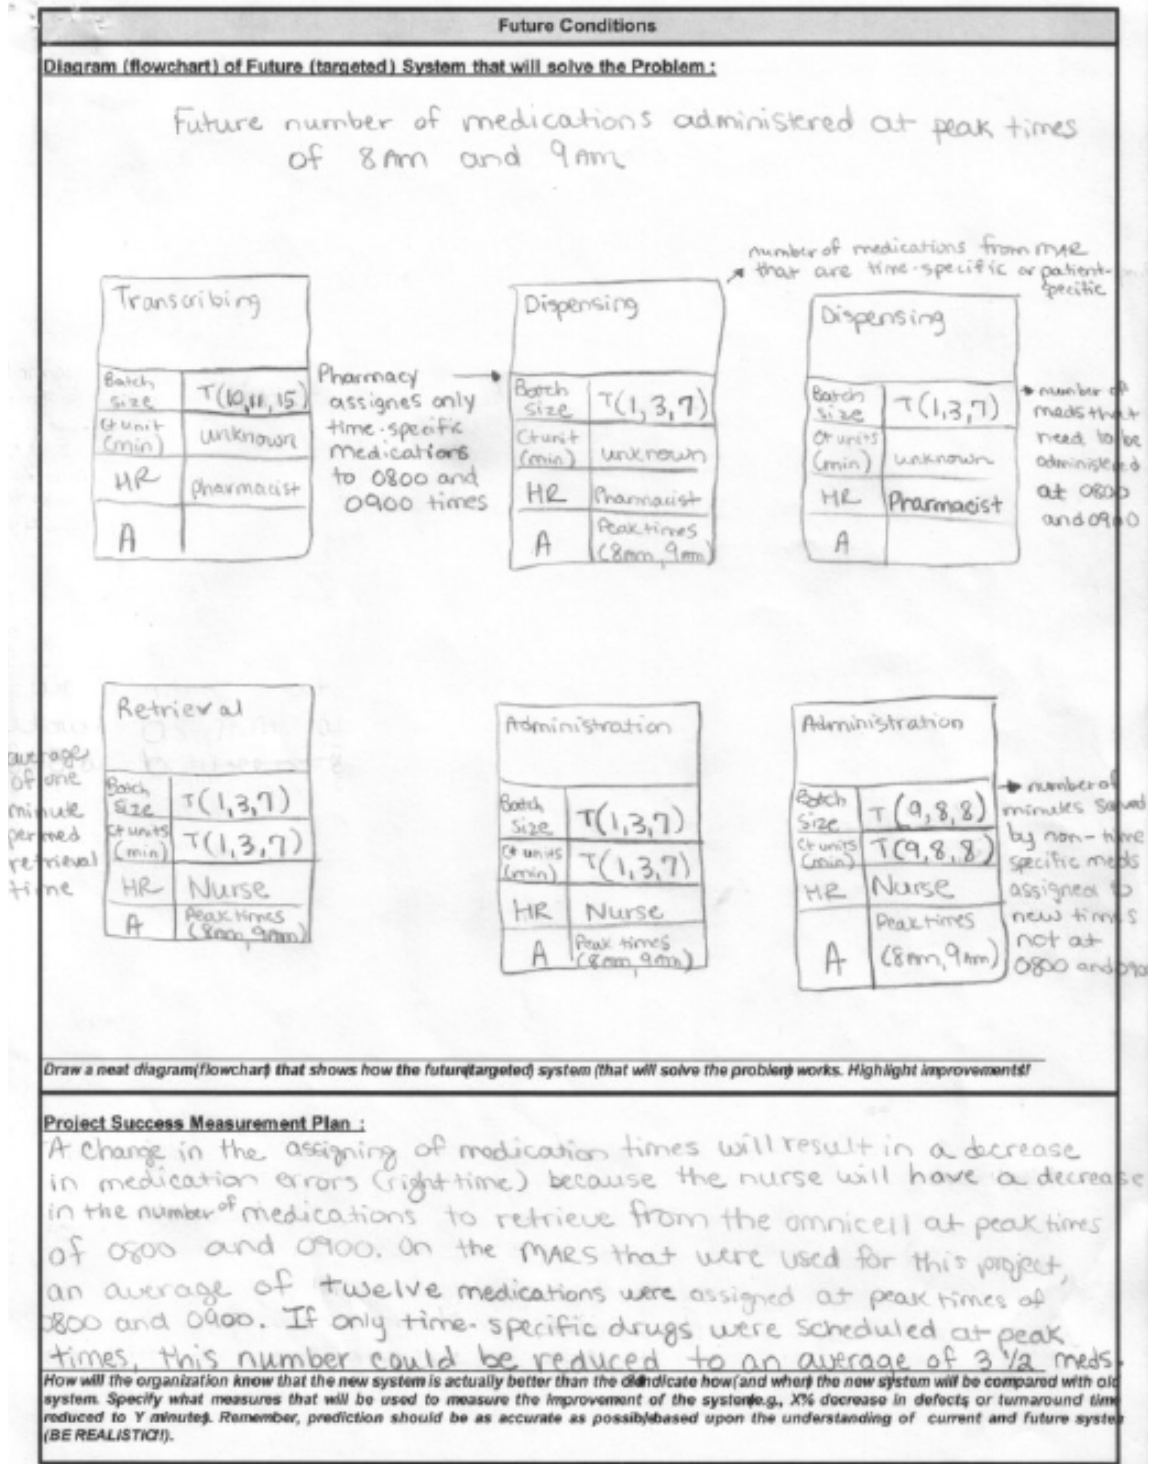 Future Conditions
Diagram (flowchart) of Future (targeted) System that will solve the Problem :
Future number of medications administered at peak times
of 8am and 9am
number of medications from MAR
that are time-specific or patient-
specific
Transcribing
Batch size T(10,11,15)
Ct unit (min) unknown
HR pharmacist
A
Pharmacy
assignes only
time-specific
medications
to 0800 and
0900 times
Dispensing
Batch size T(1,3,7)
Ct unit (min) unknown
HR Pharmacist
A Peak times (8am, 9am)
Dispensing
Batch size T(1,3,7)
Ct units (min) unknown
HR Pharmacist
A
number of
meds that
need to be
administered
at 0800
and 0900
average
of one
minute
per med
retrieval
time
Retrieval
Batch size T(1,3,7)
Ct units (min) T(1,3,7)
HR Nurse
A Peak times (8am, 9am)
Administration
Batch size T(1,3,7)
Ct units (min) T(1,3,7)
HR Nurse
A Peak times (8am, 9am)
Administration
Batch size T(9,8,8)
Ct units (min) T(9,8,8)
HR Nurse
A Peak times (8am, 9am)
number of
minutes saved
by non-time
specific meds
assigned to
new times
not at
0800 and 0900
Draw a neat diagram(flowchart) that shows how the future(targeted) system (that will solve the problem) works. Highlight improvements!
Project Success Measurement Plan :
A change in the assigning of medication times will result in a decrease
in medication errors (right time) because the nurse will have a decrease
in the number of medications to retrieve from the omnicell at peak times
of 0800 and 0900. On the MARS that were used for this project,
an average of twelve medications were assigned at peak times of
0800 and 0900. If only time-specific drugs were scheduled at peak
times, this number could be reduced to an average of 3 1/2 meds.
How will the organization know that the new system is actually better than the old indicate how (and when) the new system will be compared with old
system. Specify what measures that will be used to measure the improvement of the system e.g., X% decrease in defects or turnaround time
reduced to Y minutes). Remember, prediction should be as accurate as possible based upon the understanding of current and future system
(BE REALISTIC!!).